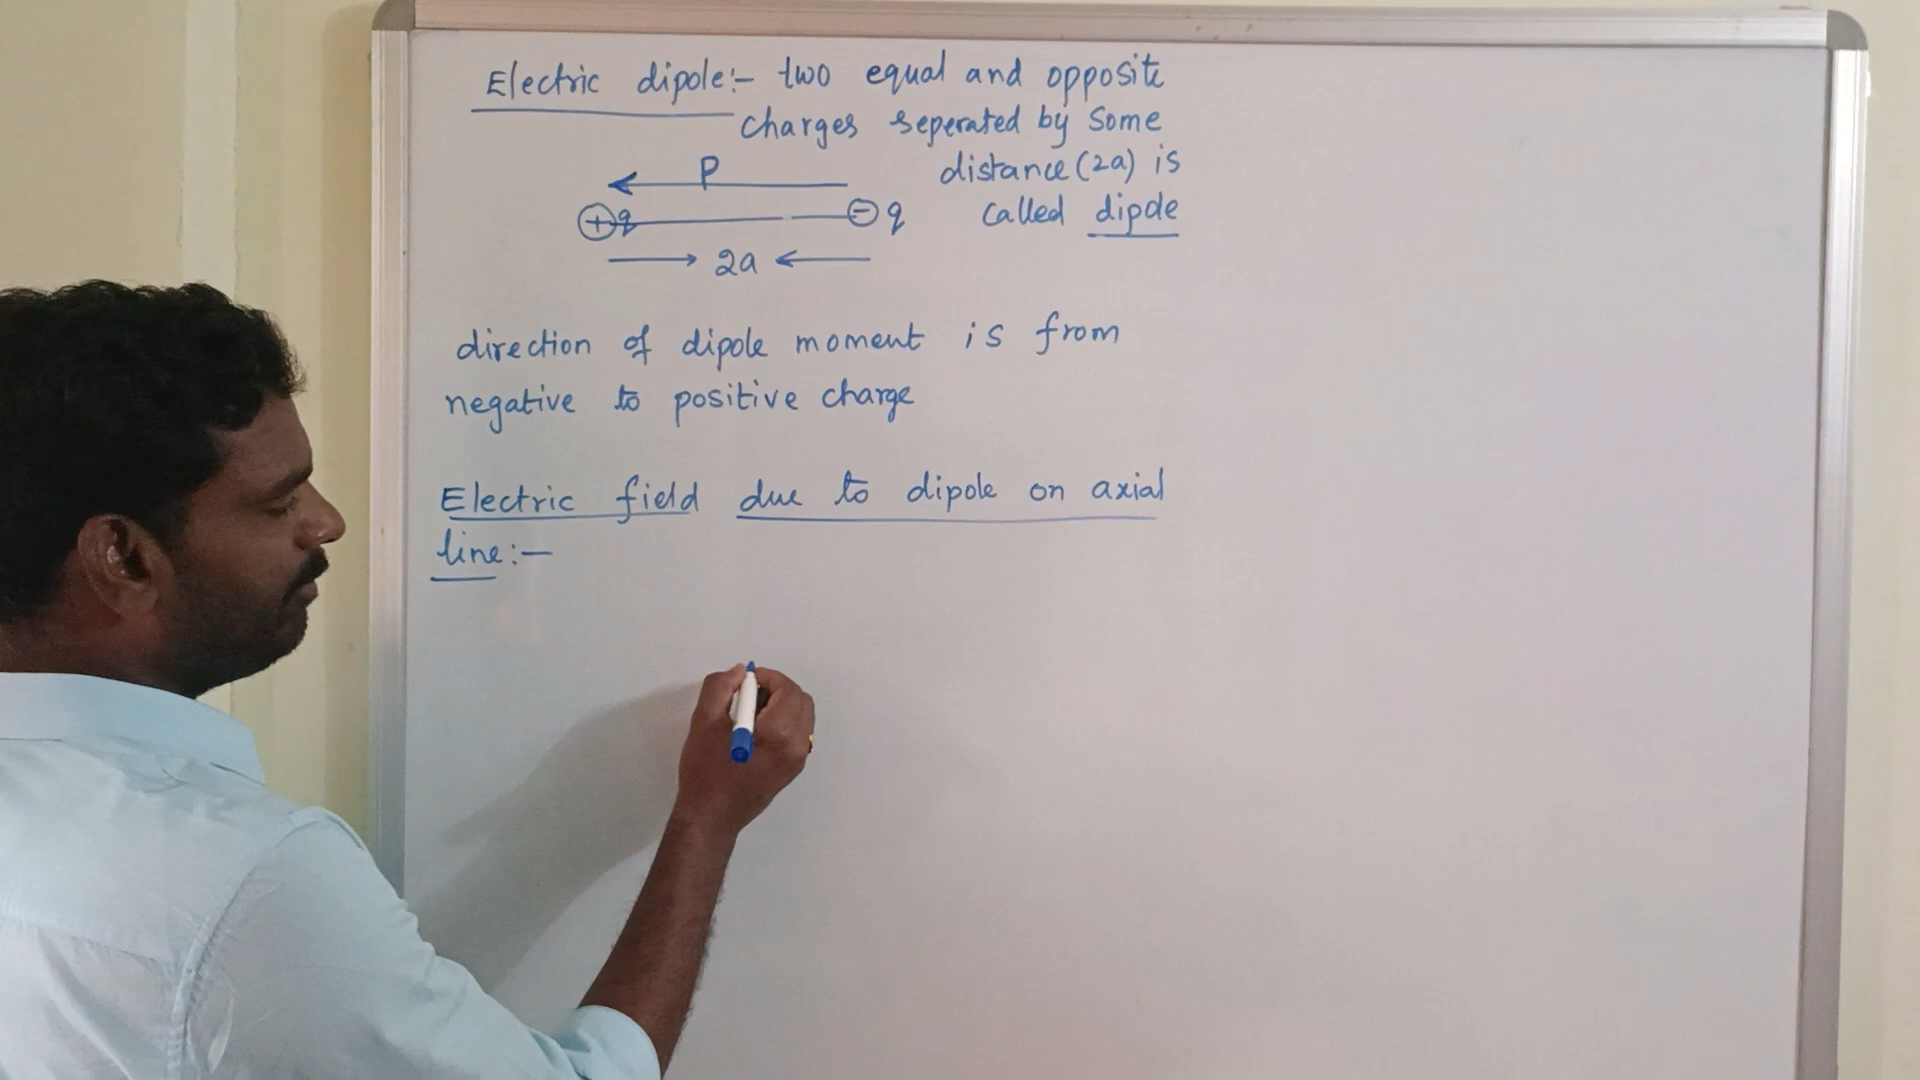 Electric dipole:- two equal and opposite
charges seperated by some
distance (2a) is
called dipole
P
+ q - q
2a
direction of dipole moment is from
negative to positive charge
Electric field due to dipole on axial
line:-